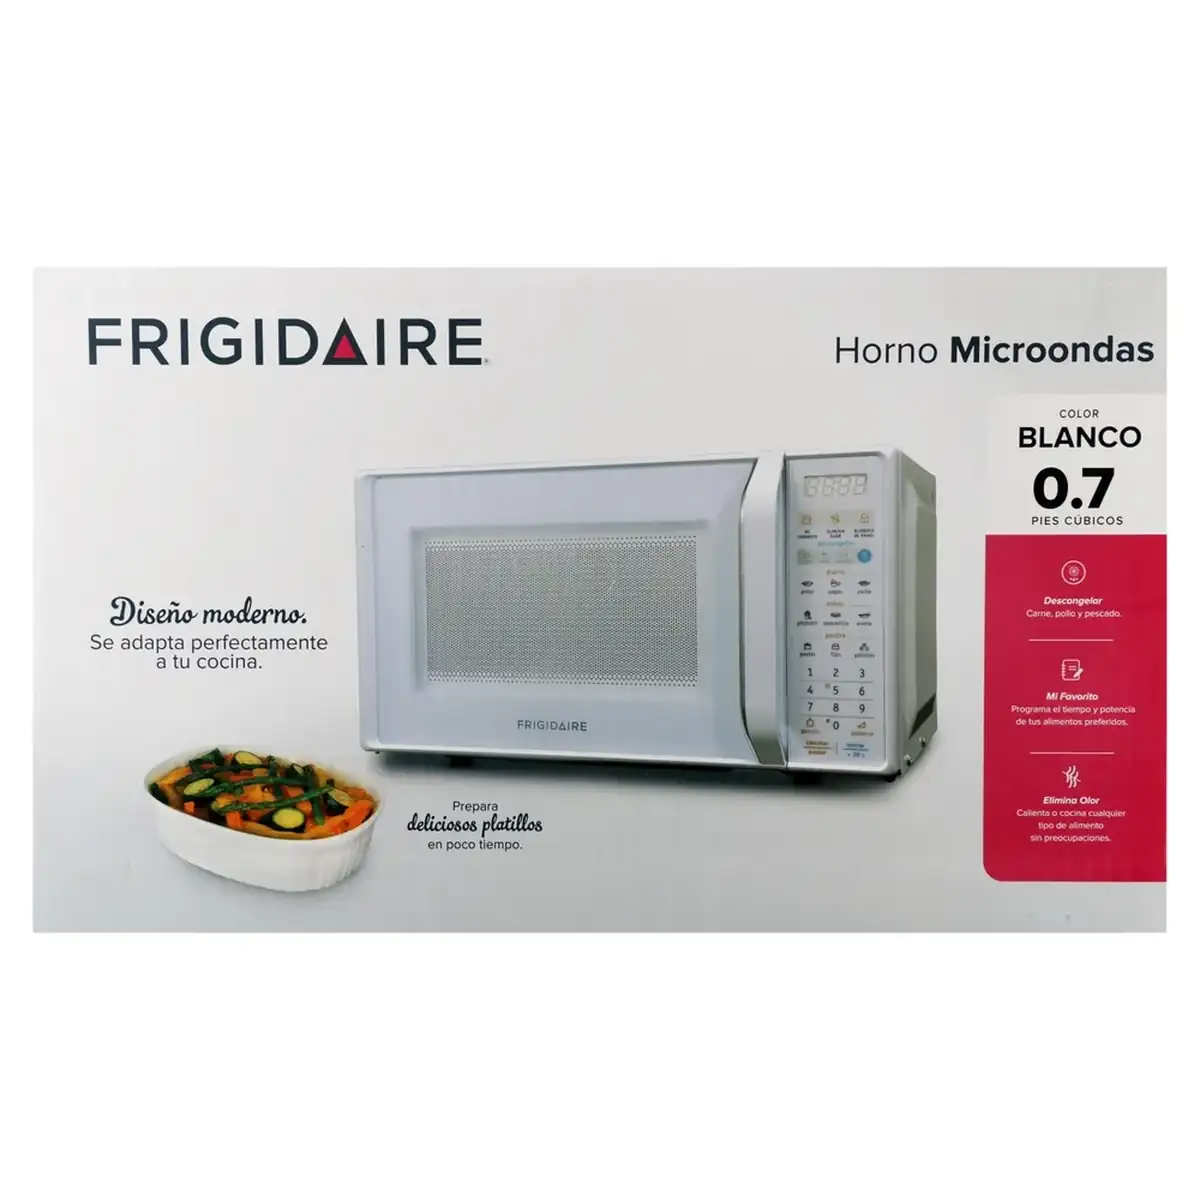 FRIGIDAIRE
Horno Microondas
COLOR
BLANCO
0.7
PIES CÚBICOS
Descongelar
Carne, pollo y pescado.
Mi Favorito
Programa el tiempo y potencia
de tus alimentos preferidos.
Elimina Olor
Calienta o cocina cualquier
tipo de alimento
sin preocupaciones.
Diseño moderno.
Se adapta perfectamente
a tu cocina.
Prepara
deliciosos platillos
en poco tiempo.
FRIGIDAIRE
1 2 3
4 5 6
7 8 9
0